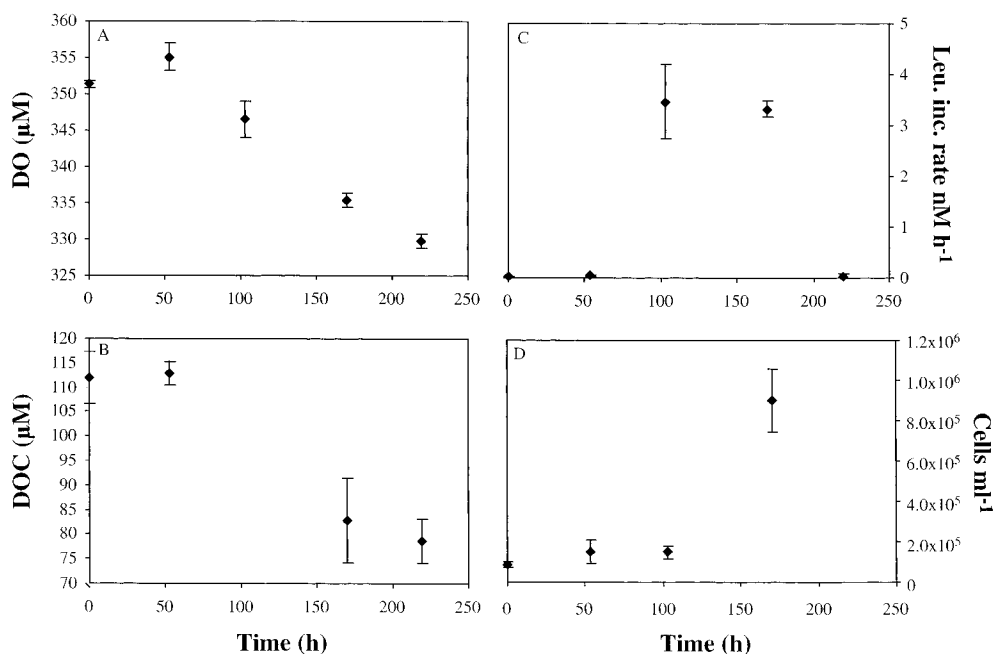 A
DO (µM)
360
355
350
345
340
335
330
325
0 50 100 150 200 250
C
Leu. inc. rate nM h-1
5
4
3
2
1
0
0 50 100 150 200 250
B
DOC (µM)
120
115
110
105
100
95
90
85
80
75
70
0 50 100 150 200 250
Time (h)
D
Cells ml-1
1.2x10⁶
1.0x10⁶
8.0x10⁵
6.0x10⁵
4.0x10⁵
2.0x10⁵
0
0 50 100 150 200 250
Time (h)